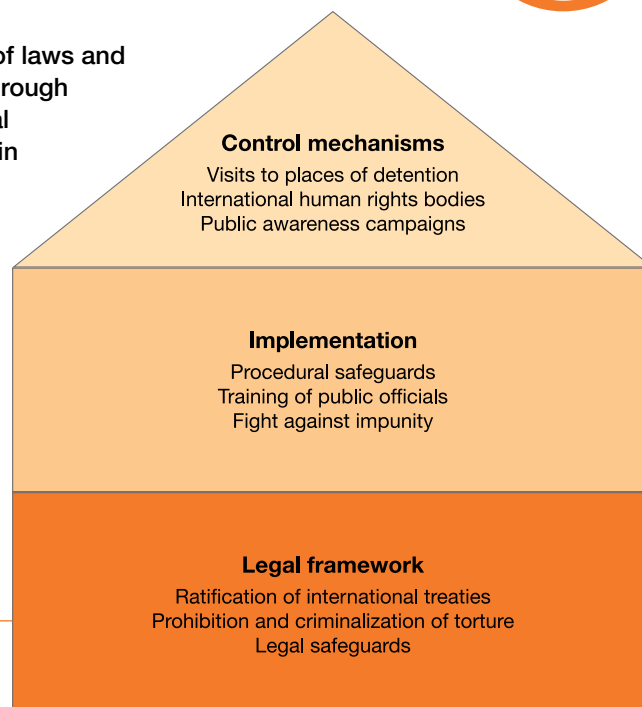 of laws and
rough
al
in
Control mechanisms
Visits to places of detention
International human rights bodies
Public awareness campaigns
Implementation
Procedural safeguards
Training of public officials
Fight against impunity
Legal framework
Ratification of international treaties
Prohibition and criminalization of torture
Legal safeguards